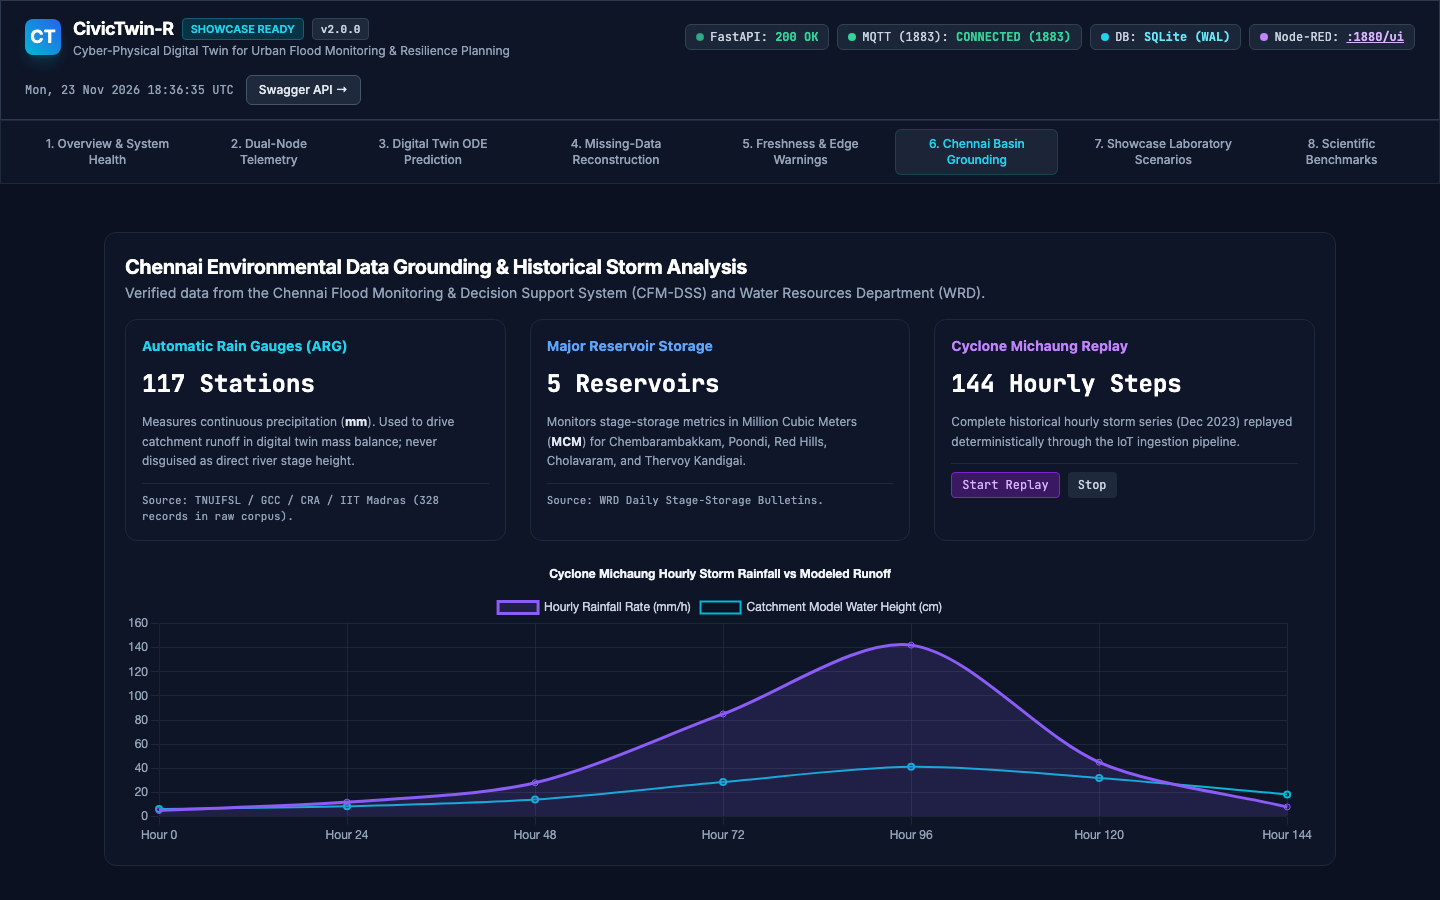 CT CivicTwin-R SHOWCASE READY v2.0.0
Cyber-Physical Digital Twin for Urban Flood Monitoring & Resilience Planning
FastAPI: 200 OK
MQTT (1883): CONNECTED (1883)
DB: SQLite (WAL)
Node-RED: :1880/ui
Mon, 23 Nov 2026 18:36:35 UTC
Swagger API →
1. Overview & System
Health
2. Dual-Node
Telemetry
3. Digital Twin ODE
Prediction
4. Missing-Data
Reconstruction
5. Freshness & Edge
Warnings
6. Chennai Basin
Grounding
7. Showcase Laboratory
Scenarios
8. Scientific
Benchmarks
Chennai Environmental Data Grounding & Historical Storm Analysis
Verified data from the Chennai Flood Monitoring & Decision Support System (CFM-DSS) and Water Resources Department (WRD).
Automatic Rain Gauges (ARG)
117 Stations
Measures continuous precipitation (mm). Used to drive
catchment runoff in digital twin mass balance; never
disguised as direct river stage height.
Source: TNUIFSL / GCC / CRA / IIT Madras (328
records in raw corpus).
Major Reservoir Storage
5 Reservoirs
Monitors stage-storage metrics in Million Cubic Meters
(MCM) for Chembarambakkam, Poondi, Red Hills,
Cholavaram, and Thervoy Kandigai.
Source: WRD Daily Stage-Storage Bulletins.
Cyclone Michaung Replay
144 Hourly Steps
Complete historical hourly storm series (Dec 2023) replayed
deterministically through the IoT ingestion pipeline.
Start Replay
Stop
Cyclone Michaung Hourly Storm Rainfall vs Modeled Runoff
Hourly Rainfall Rate (mm/h)
Catchment Model Water Height (cm)
160
140
120
100
80
60
40
20
0
Hour 0
Hour 24
Hour 48
Hour 72
Hour 96
Hour 120
Hour 144